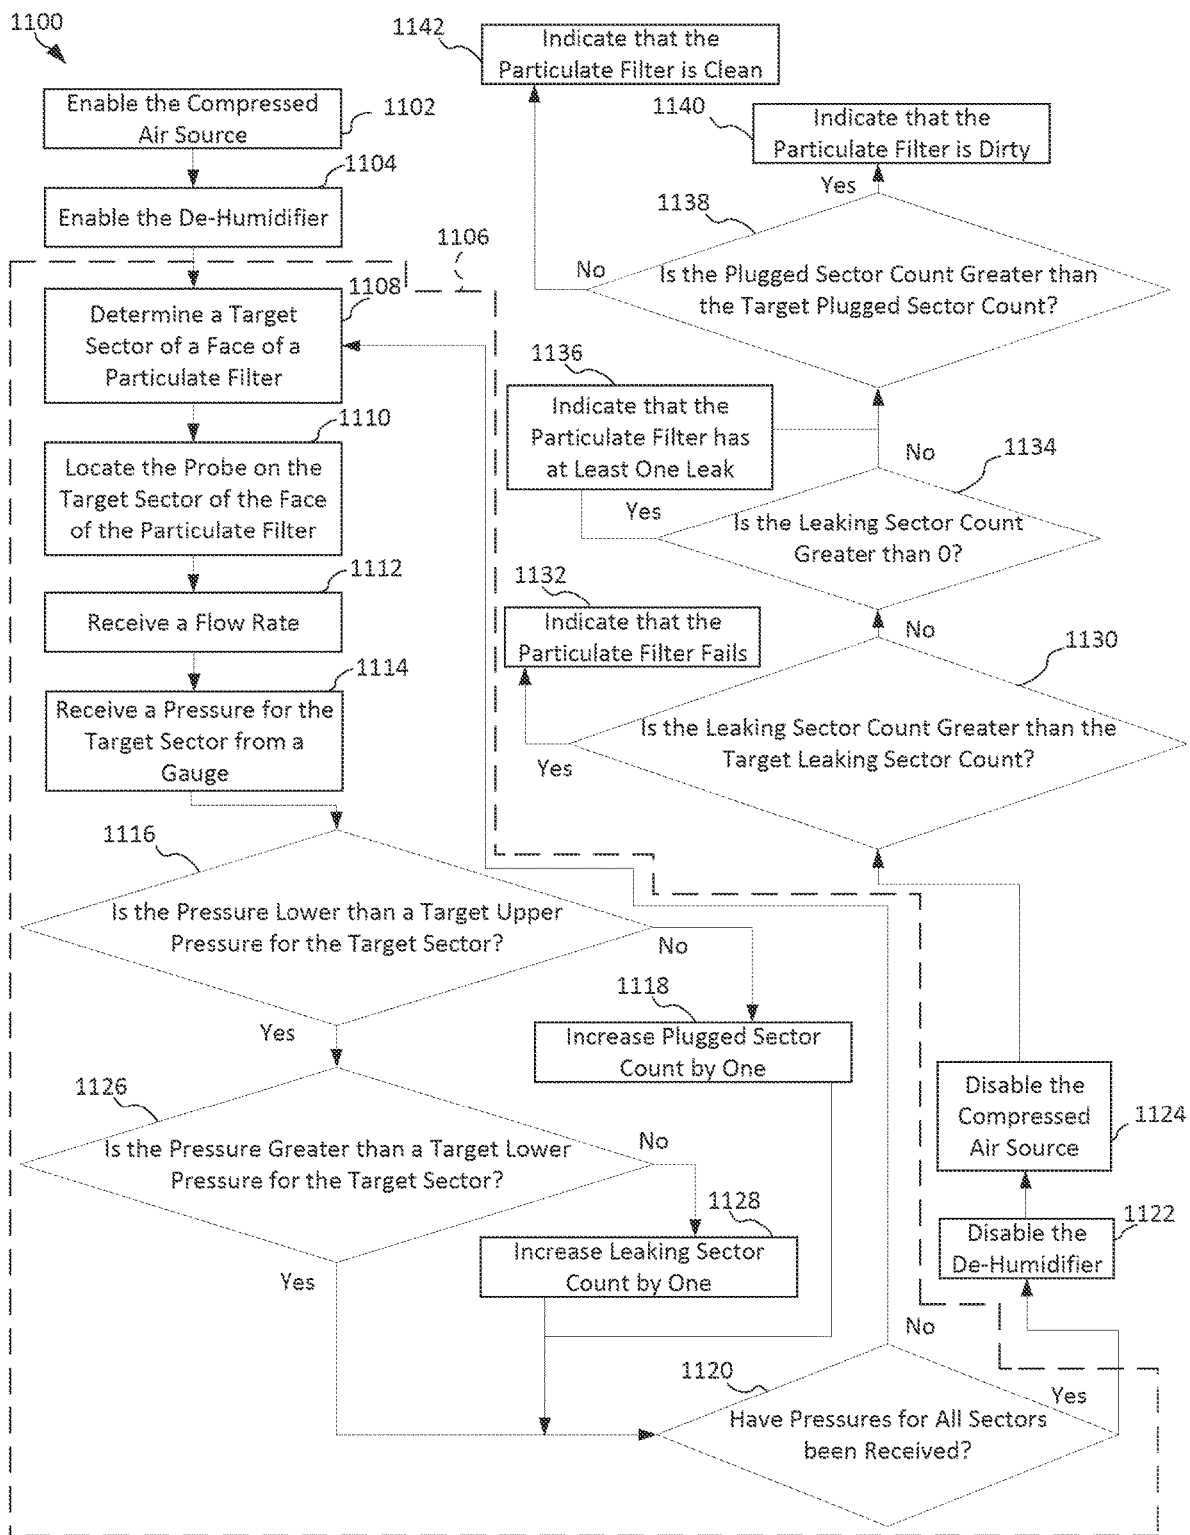 1100
Enable the Compressed
Air Source
1102
1104
Enable the De-Humidifier
1106
1108
Determine a Target
Sector of a Face of a
Particulate Filter
1110
Locate the Probe on the
Target Sector of the Face
of the Particulate Filter
1112
Receive a Flow Rate
1114
Receive a Pressure for the
Target Sector from a
Gauge
1116
Is the Pressure Lower than a Target Upper
Pressure for the Target Sector?
No
Yes
1118
Increase Plugged Sector
Count by One
1126
Is the Pressure Greater than a Target Lower
Pressure for the Target Sector?
No
Yes
1128
Increase Leaking Sector
Count by One
1120
Have Pressures for All Sectors
been Received?
No
Yes
1122
Disable the
De-Humidifier
1124
Disable the
Compressed
Air Source
1130
Is the Leaking Sector Count Greater than the
Target Leaking Sector Count?
Yes
No
1132
Indicate that the
Particulate Filter Fails
1134
Is the Leaking Sector Count
Greater than 0?
Yes
No
1136
Indicate that the
Particulate Filter has
at Least One Leak
1138
Is the Plugged Sector Count Greater than
the Target Plugged Sector Count?
No
Yes
1140
Indicate that the
Particulate Filter is Dirty
1142
Indicate that the
Particulate Filter is Clean